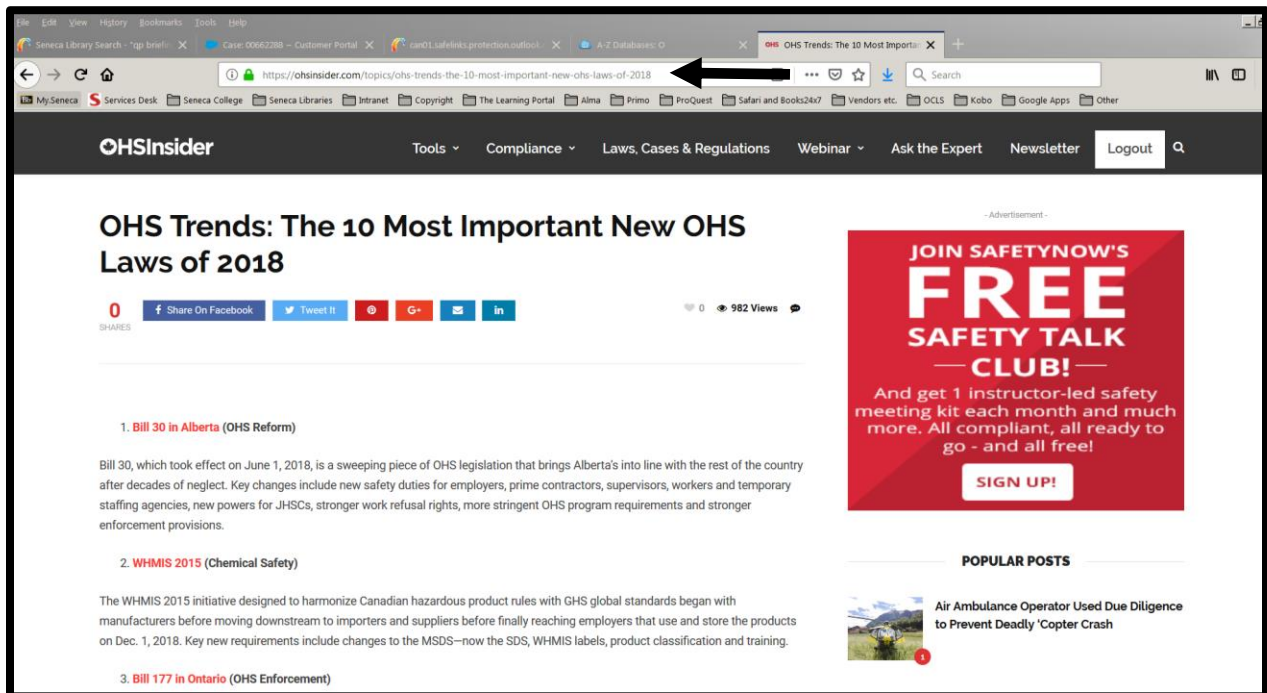 File Edit View History Bookmarks Tools Help
Seneca Library Search - "qp briefi Case: 00662288 – Customer Portal can01.safelinks.protection.outlook. A-Z Databases: O OHS Trends: The 10 Most Importan
https://ohsinsider.com/topics/ohs-trends-the-10-most-important-new-ohs-laws-of-2018 Search
My.Seneca Services Desk Seneca College Seneca Libraries Intranet Copyright The Learning Portal Alma Primo ProQuest Safari and Books24x7 Vendors etc. OCLS Kobo Google Apps Other
OHSInsider Tools Compliance Laws, Cases & Regulations Webinar Ask the Expert Newsletter Logout
OHS Trends: The 10 Most Important New OHS
Laws of 2018
0
SHARES
Share On Facebook Tweet It G+ in
0 982 Views
1. Bill 30 in Alberta (OHS Reform)
Bill 30, which took effect on June 1, 2018, is a sweeping piece of OHS legislation that brings Alberta's into line with the rest of the country
after decades of neglect. Key changes include new safety duties for employers, prime contractors, supervisors, workers and temporary
staffing agencies, new powers for JHSCs, stronger work refusal rights, more stringent OHS program requirements and stronger
enforcement provisions.
2. WHMIS 2015 (Chemical Safety)
The WHMIS 2015 initiative designed to harmonize Canadian hazardous product rules with GHS global standards began with
manufacturers before moving downstream to importers and suppliers before finally reaching employers that use and store the products
on Dec. 1, 2018. Key new requirements include changes to the MSDS—now the SDS, WHMIS labels, product classification and training.
3. Bill 177 in Ontario (OHS Enforcement)
- Advertisement -
JOIN SAFETYNOW'S
FREE
SAFETY TALK
CLUB!
And get 1 instructor-led safety
meeting kit each month and much
more. All compliant, all ready to
go - and all free!
SIGN UP!
POPULAR POSTS
Air Ambulance Operator Used Due Diligence
to Prevent Deadly 'Copter Crash
1